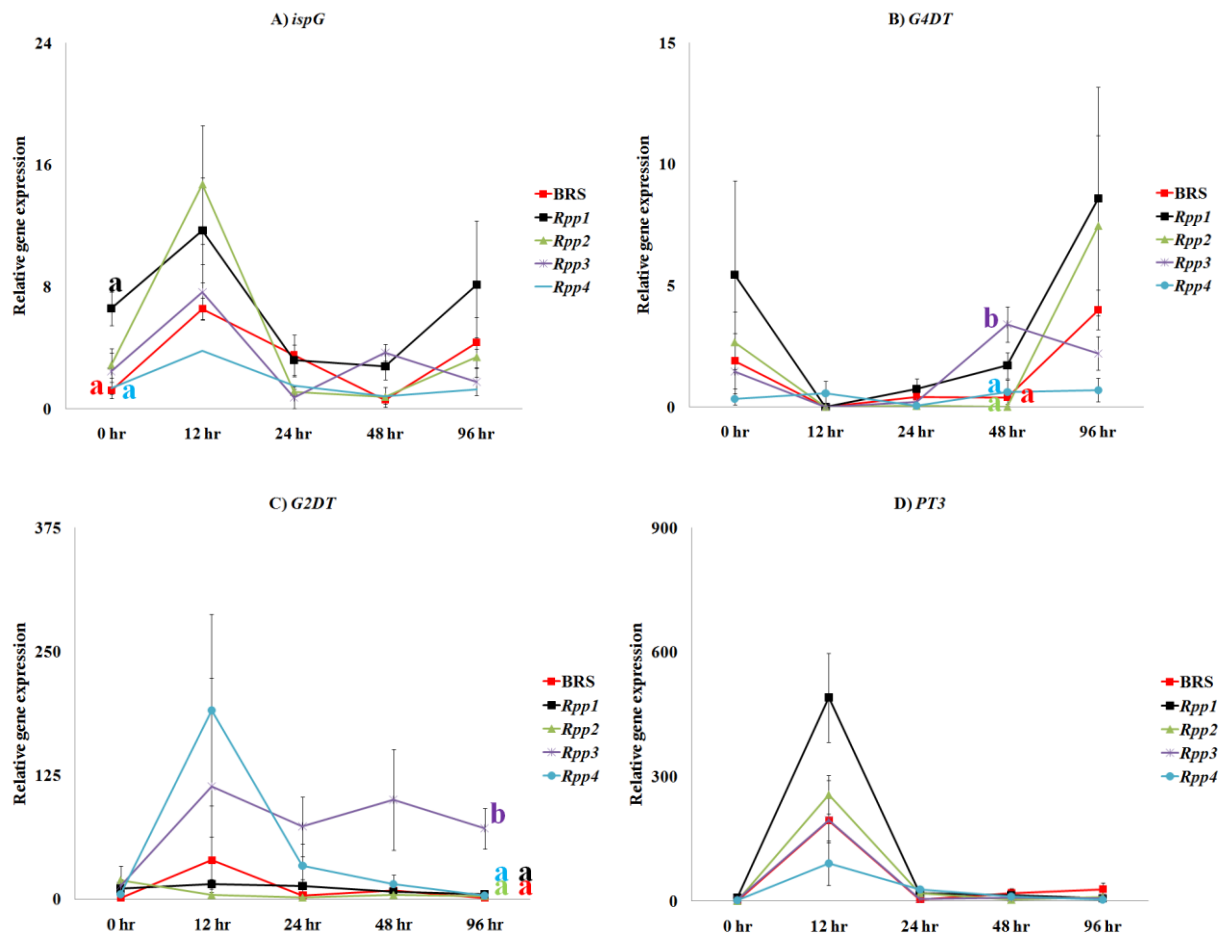 A) ispG
Relative gene expression
24
16
8
0
a
a
a
0 hr 12 hr 24 hr 48 hr 96 hr
BRS
Rpp1
Rpp2
Rpp3
Rpp4
B) G4DT
Relative gene expression
15
10
5
0
b
a
a
a
0 hr 12 hr 24 hr 48 hr 96 hr
BRS
Rpp1
Rpp2
Rpp3
Rpp4
C) G2DT
Relative gene expression
375
250
125
0
b
a a
a a
0 hr 12 hr 24 hr 48 hr 96 hr
BRS
Rpp1
Rpp2
Rpp3
Rpp4
D) PT3
Relative gene expression
900
600
300
0
0 hr 12 hr 24 hr 48 hr 96 hr
BRS
Rpp1
Rpp2
Rpp3
Rpp4